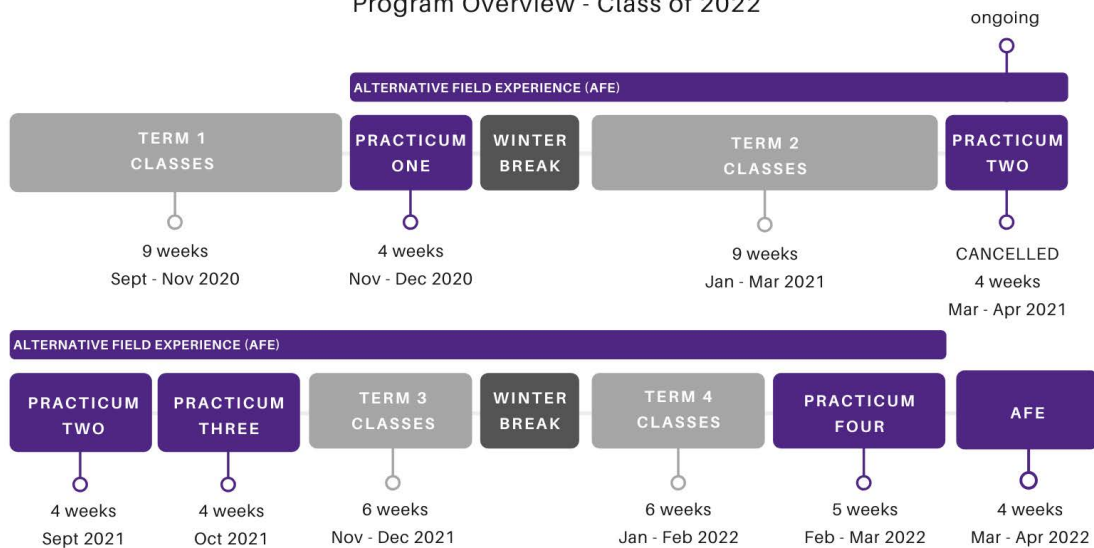 Program Overview - Class of 2022
ongoing
ALTERNATIVE FIELD EXPERIENCE (AFE)
TERM 1
CLASSES
PRACTICUM
ONE
WINTER
BREAK
TERM 2
CLASSES
PRACTICUM
TWO
9 weeks
Sept - Nov 2020
4 weeks
Nov - Dec 2020
9 weeks
Jan - Mar 2021
CANCELLED
4 weeks
Mar - Apr 2021
ALTERNATIVE FIELD EXPERIENCE (AFE)
PRACTICUM
TWO
PRACTICUM
THREE
TERM 3
CLASSES
WINTER
BREAK
TERM 4
CLASSES
PRACTICUM
FOUR
AFE
4 weeks
Sept 2021
4 weeks
Oct 2021
6 weeks
Nov - Dec 2021
6 weeks
Jan - Feb 2022
5 weeks
Feb - Mar 2022
4 weeks
Mar - Apr 2022